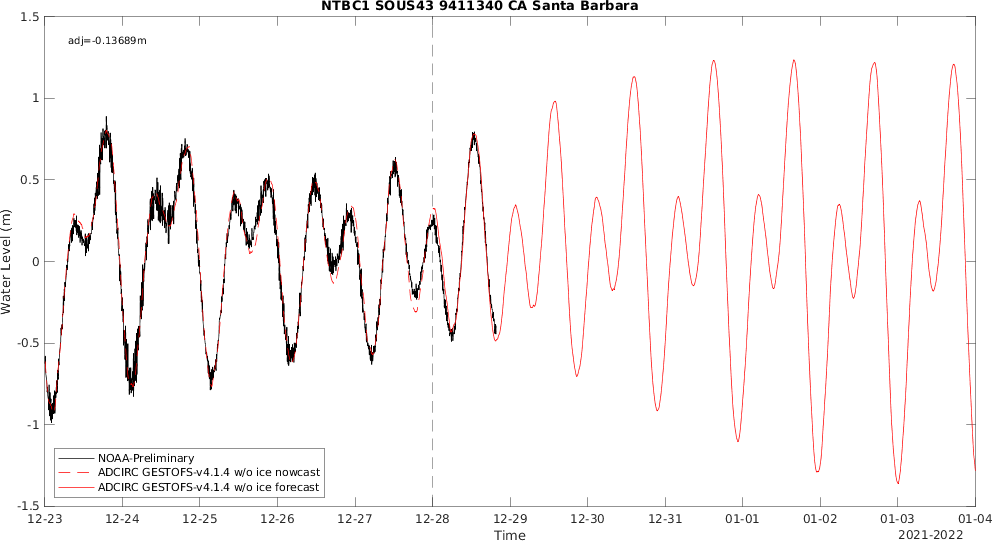 NTBC1 SOUS43 9411340 CA Santa Barbara
adj=-0.13689m
Water Level (m)
1.5
1
0.5
0
-0.5
-1
-1.5
NOAA-Preliminary
ADCIRC GESTOFS-v4.1.4 w/o ice nowcast
ADCIRC GESTOFS-v4.1.4 w/o ice forecast
12-23 12-24 12-25 12-26 12-27 12-28 12-29 12-30 12-31 01-01 01-02 01-03 01-04
Time
2021-2022